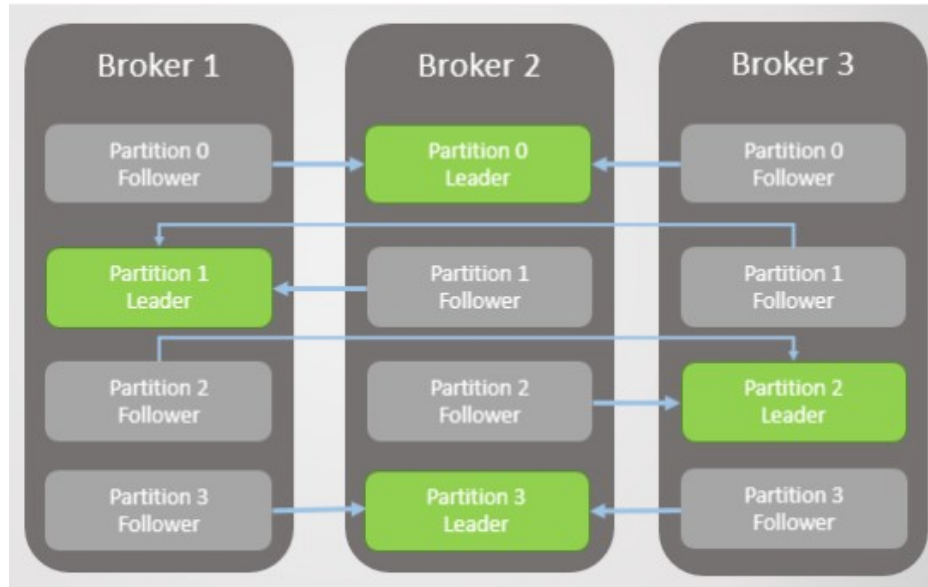 Broker 1
Broker 2
Broker 3
Partition 0
Follower
Partition 0
Leader
Partition 0
Follower
Partition 1
Leader
Partition 1
Follower
Partition 1
Follower
Partition 2
Follower
Partition 2
Follower
Partition 2
Leader
Partition 3
Follower
Partition 3
Leader
Partition 3
Follower